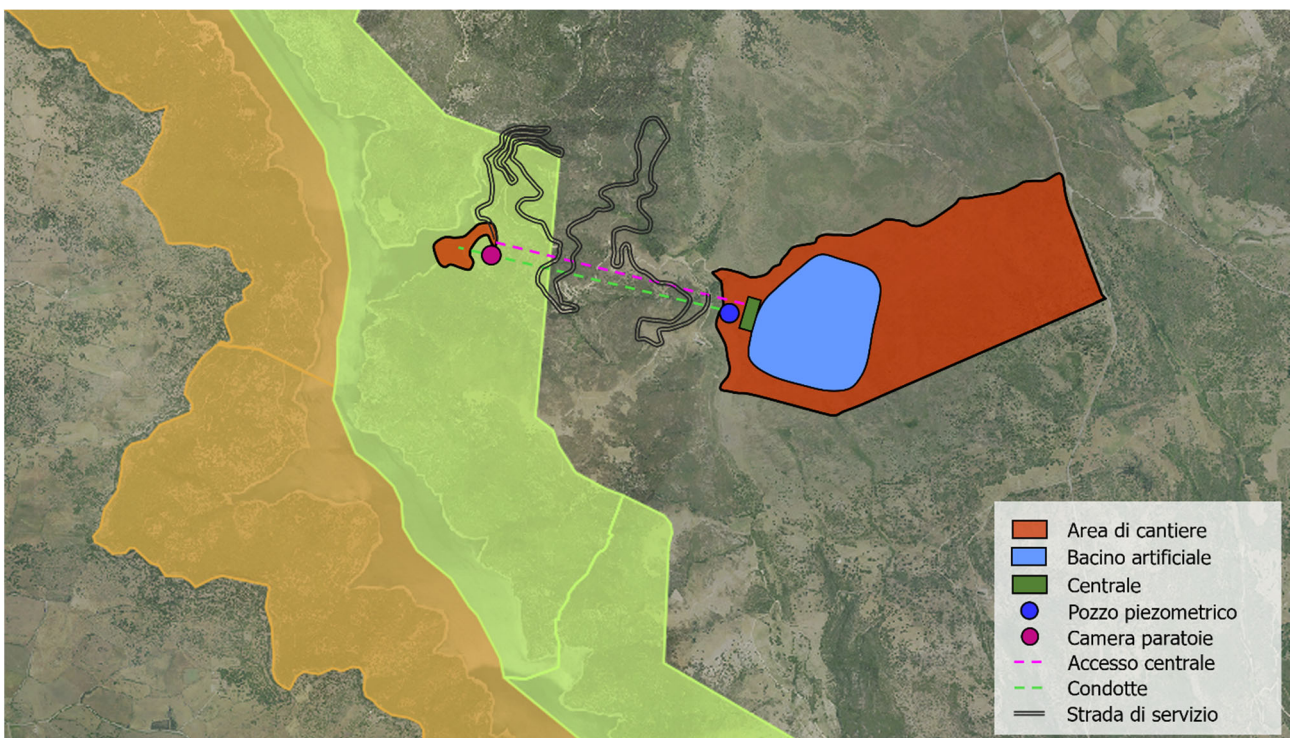 Area di cantiere
Bacino artificiale
Centrale
Pozzo piezometrico
Camera paratoie
Accesso centrale
Condotte
Strada di servizio